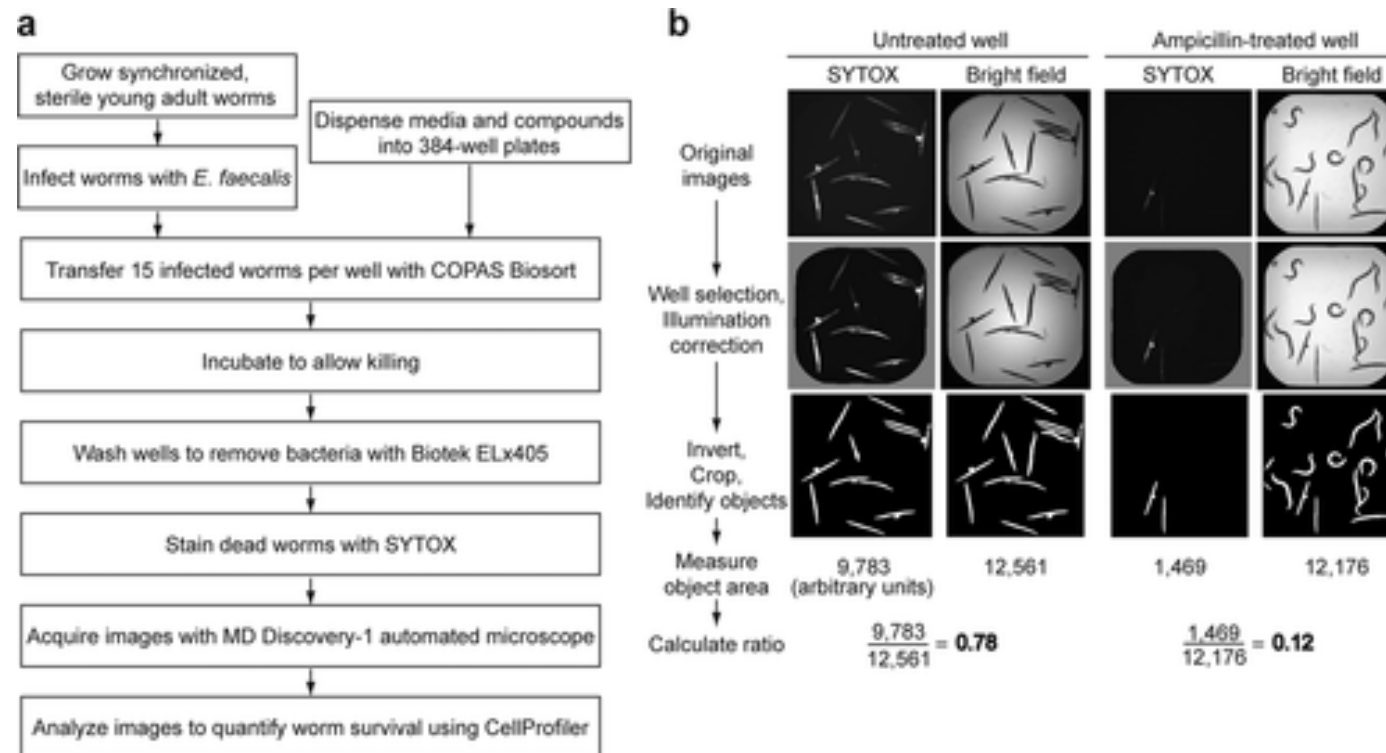 a
Grow synchronized,
sterile young adult worms
Infect worms with E. faecalis
Dispense media and compounds
into 384-well plates
Transfer 15 infected worms per well with COPAS Biosort
Incubate to allow killing
Wash wells to remove bacteria with Biotek ELx405
Stain dead worms with SYTOX
Acquire images with MD Discovery-1 automated microscope
Analyze images to quantify worm survival using CellProfiler
b
Untreated well
Ampicillin-treated well
SYTOX
Bright field
SYTOX
Bright field
Original
images
Well selection,
Illumination
correction
Invert,
Crop,
Identify objects
Measure
object area
9,783
(arbitrary units)
12,561
1,469
12,176
Calculate ratio
9,783
12,561
= 0.78
1,469
12,176
= 0.12